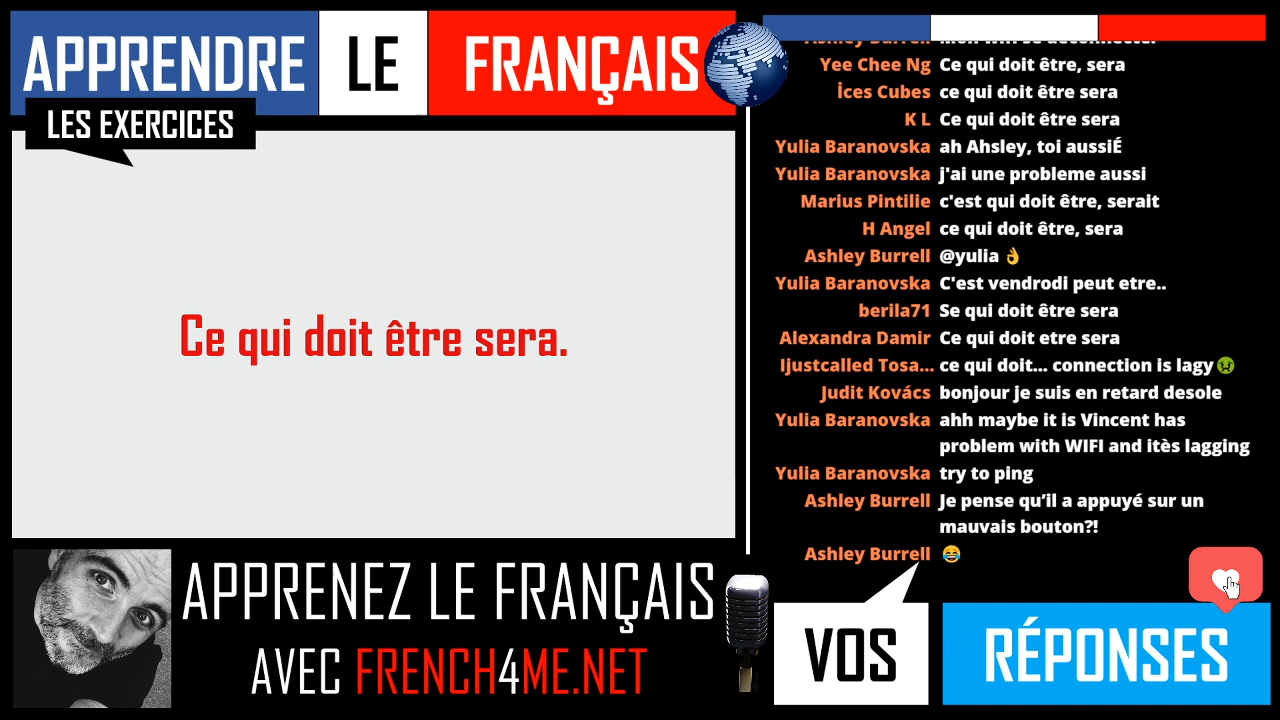 APPRENDRE LE FRANÇAIS
LES EXERCICES
Ce qui doit être sera.
APPRENEZ LE FRANÇAIS
AVEC FRENCH4ME.NET
Ashley Burrell
Yee Chee Ng Ce qui doit être, sera
İces Cubes ce qui doit être sera
K L Ce qui doit être sera
Yulia Baranovska ah Ahsley, toi aussiÉ
Yulia Baranovska j'ai une probleme aussi
Marius Pintilie c'est qui doit être, serait
H Angel ce qui doit être, sera
Ashley Burrell @yulia 👌
Yulia Baranovska C'est vendrodi peut etre..
berila71 Se qui doit être sera
Alexandra Damir Ce qui doit etre sera
Ijustcalled Tosa... ce qui doit... connection is lagy🤢
Judit Kovács bonjour je suis en retard desole
Yulia Baranovska ahh maybe it is Vincent has
problem with WIFI and itès lagging
Yulia Baranovska try to ping
Ashley Burrell Je pense qu’il a appuyé sur un
mauvais bouton?!
Ashley Burrell 😂
VOS RÉPONSES